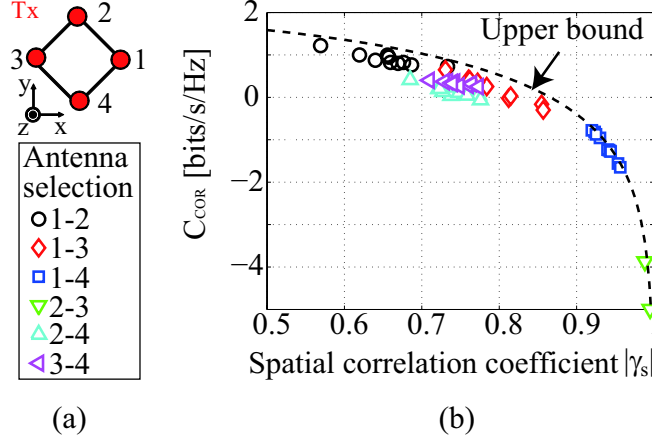 Tx
2
3
1
4
y
z
x
Antenna
selection
1-2
1-3
1-4
2-3
2-4
3-4
(a)
C_COR [bits/s/Hz]
2
0
−2
−4
0.5 0.6 0.7 0.8 0.9
Upper bound
Spatial correlation coefficient |γ_s|
(b)